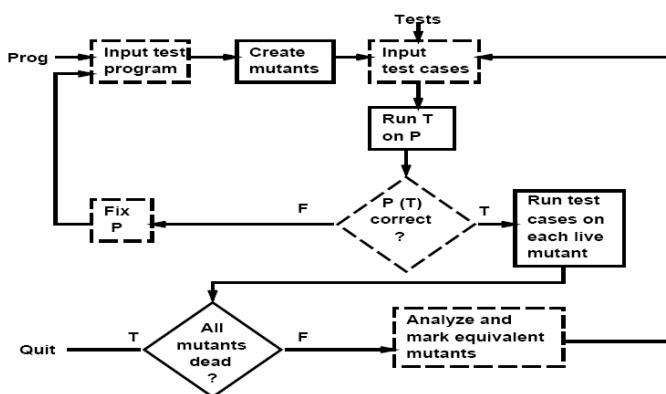 Tests
Prog
Input test
program
Create
mutants
Input
test cases
Run T
on P
Fix
P
F
P (T)
correct
?
T
Run test
cases on
each live
mutant
Quit
T
All
mutants
dead
?
F
Analyze and
mark equivalent
mutants